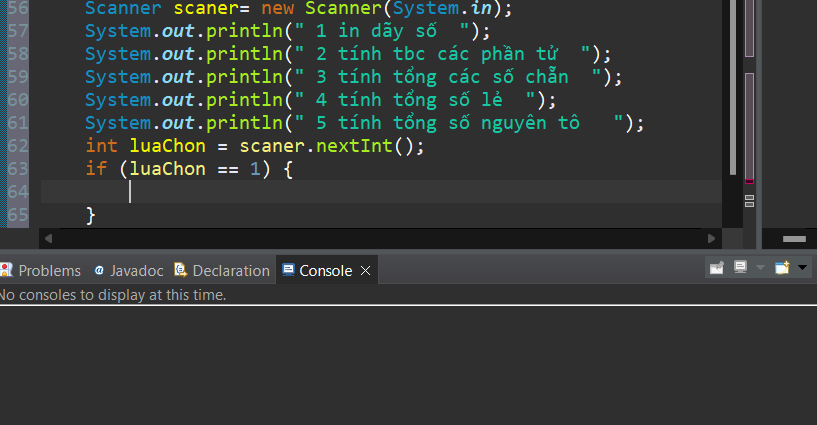 56 Scanner scaner= new Scanner(System.in);
57 System.out.println(" 1 in dãy số  ");
58 System.out.println(" 2 tính tbc các phần tử  ");
59 System.out.println(" 3 tính tổng các số chẵn  ");
60 System.out.println(" 4 tính tổng số lẻ  ");
61 System.out.println(" 5 tính tổng số nguyên tô   ");
62 int luaChon = scaner.nextInt();
63 if (luaChon == 1) {
64
65 }
Problems @ Javadoc Declaration Console
No consoles to display at this time.